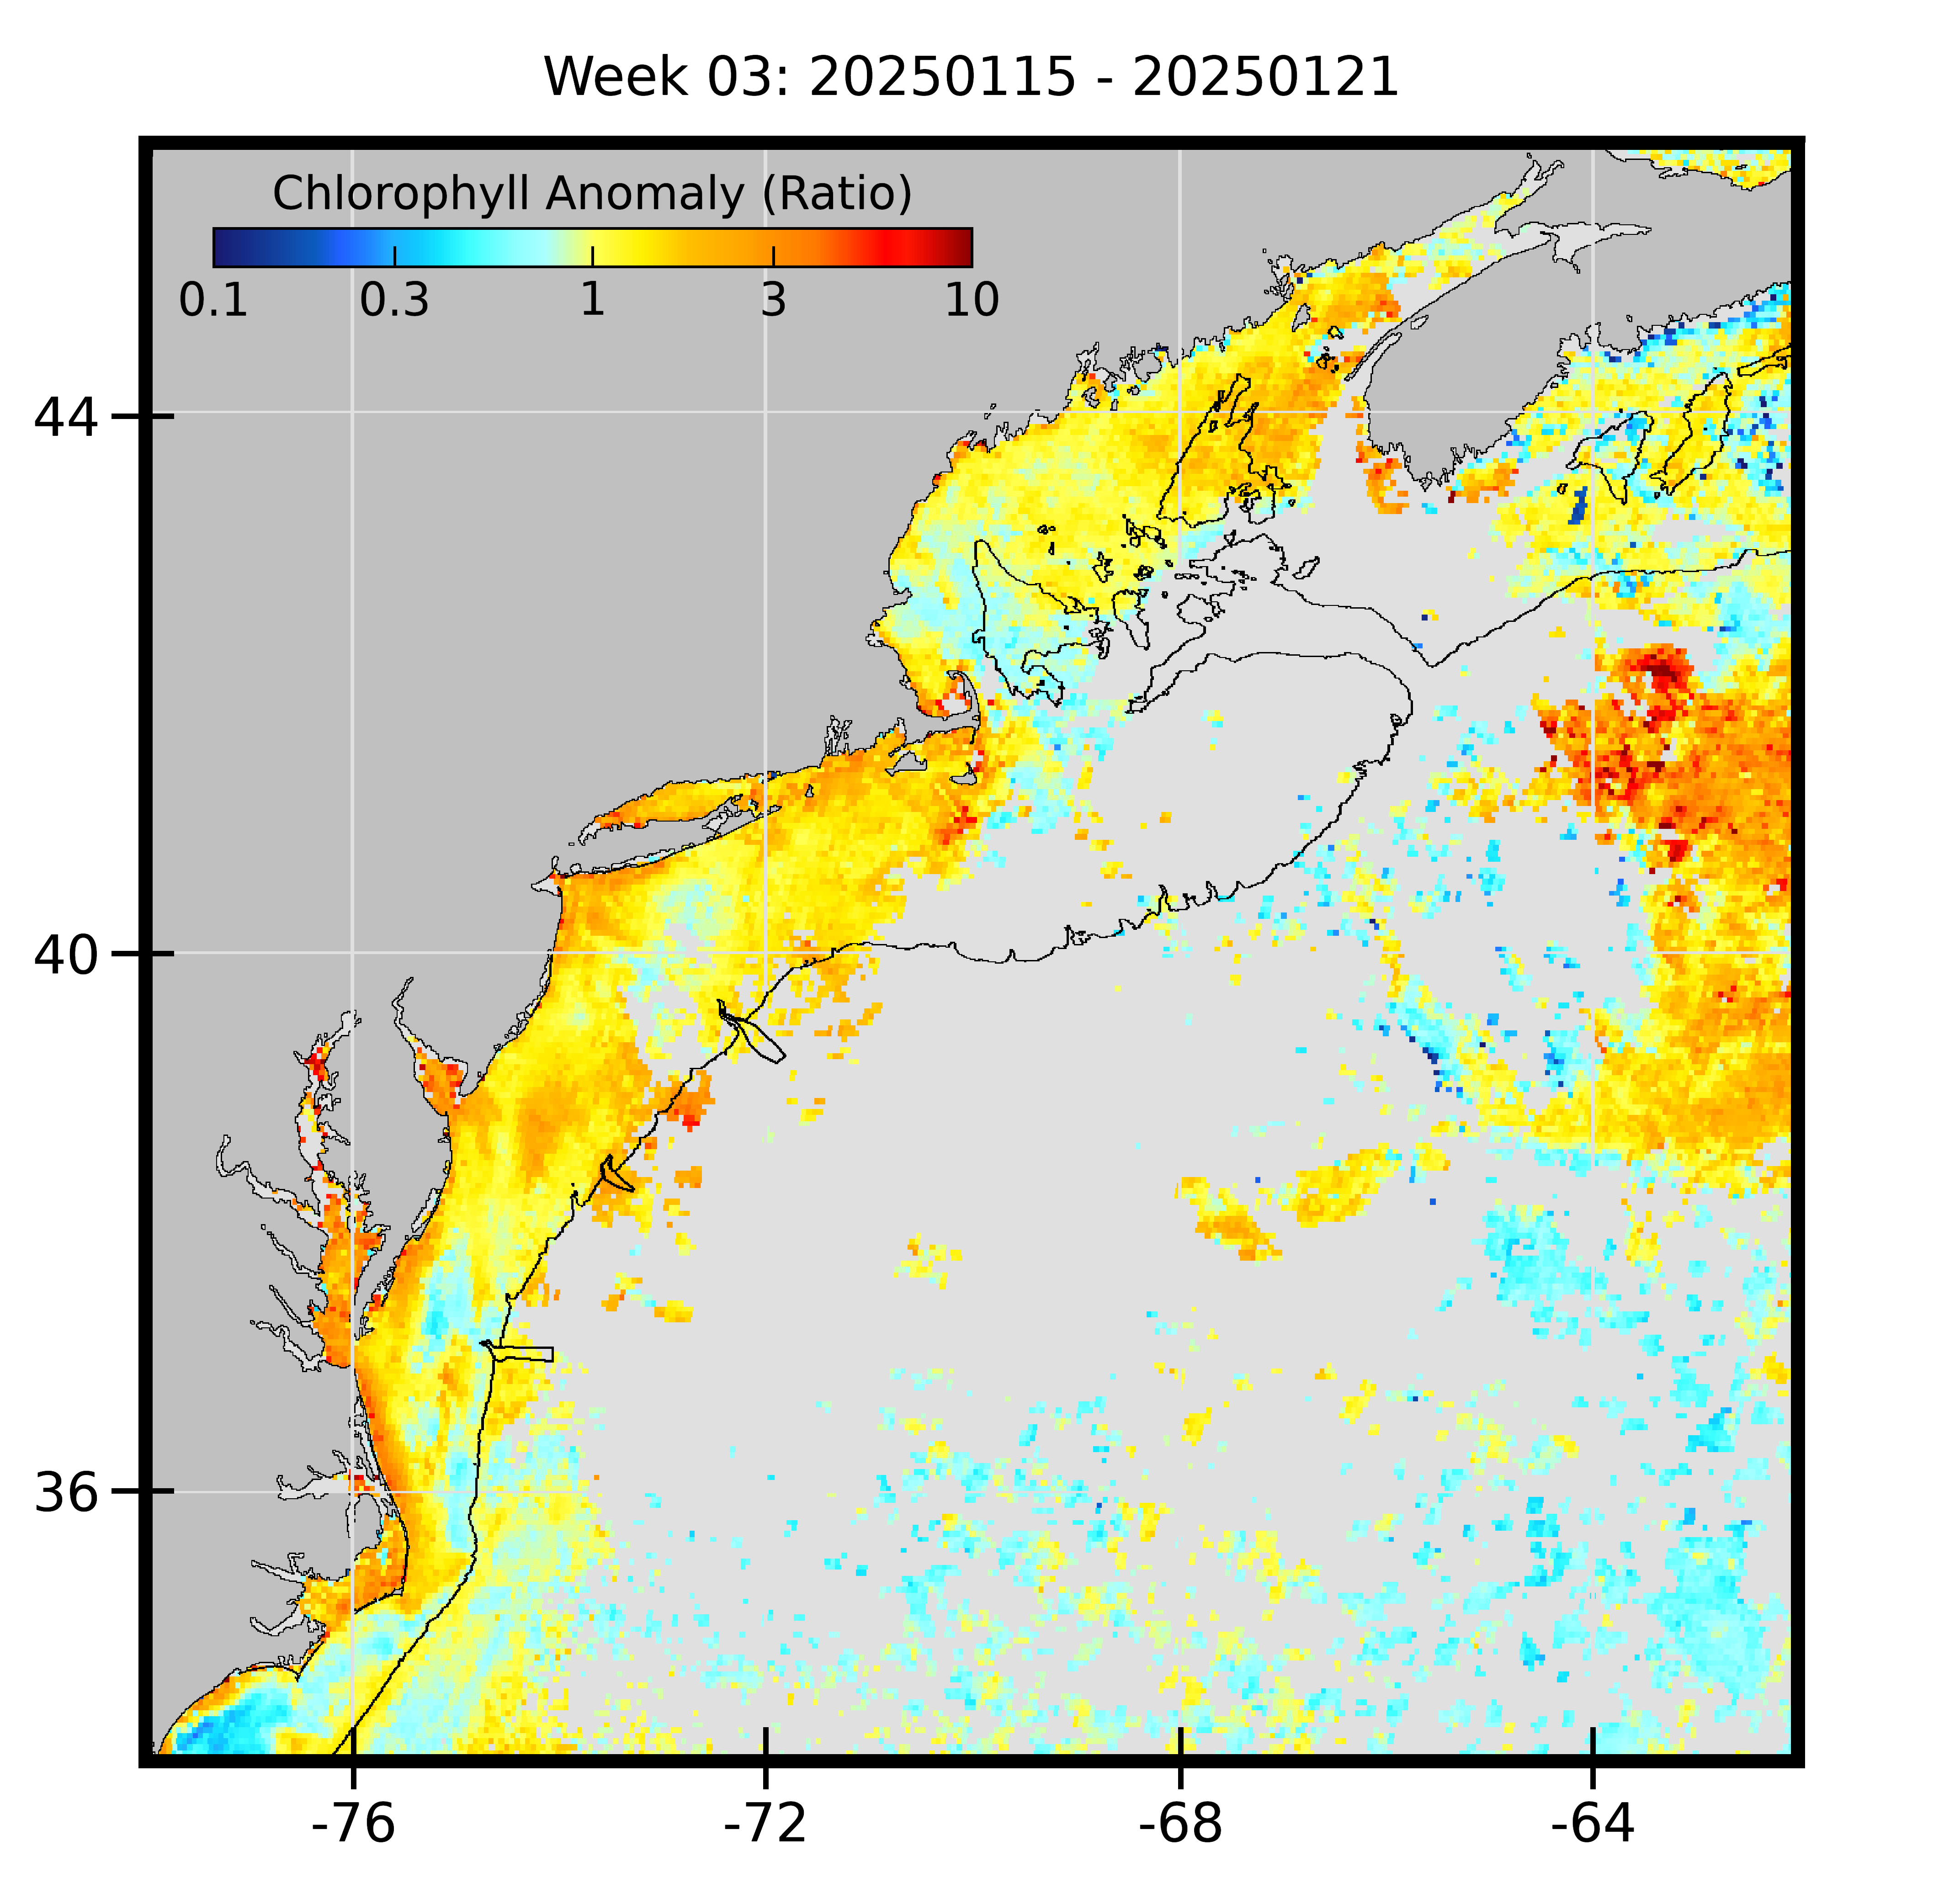 Week 03: 20250115 - 20250121
Chlorophyll Anomaly (Ratio)
0.1 0.3 1 3 10
44
40
36
-76 -72 -68 -64